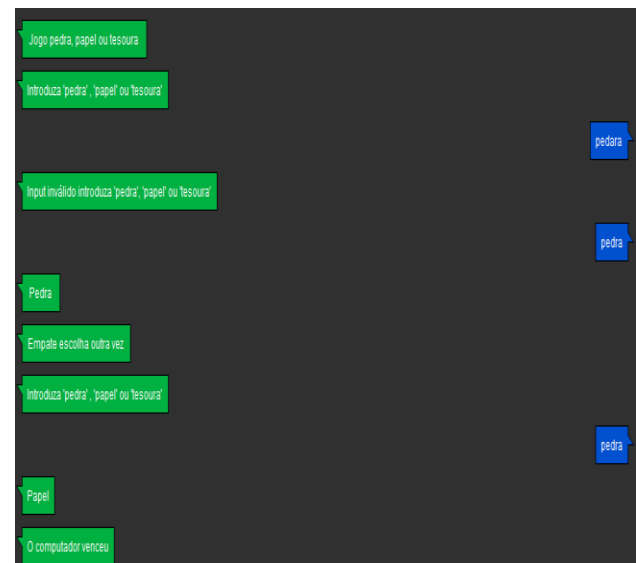 Jogo pedra, papel ou tesoura
Introduza 'pedra' , 'papel' ou 'tesoura'
pedara
Input inválido introduza 'pedra', 'papel' ou 'tesoura'
pedra
Pedra
Empate escolha outra vez
Introduza 'pedra' , 'papel' ou 'tesoura'
pedra
Papel
O computador venceu